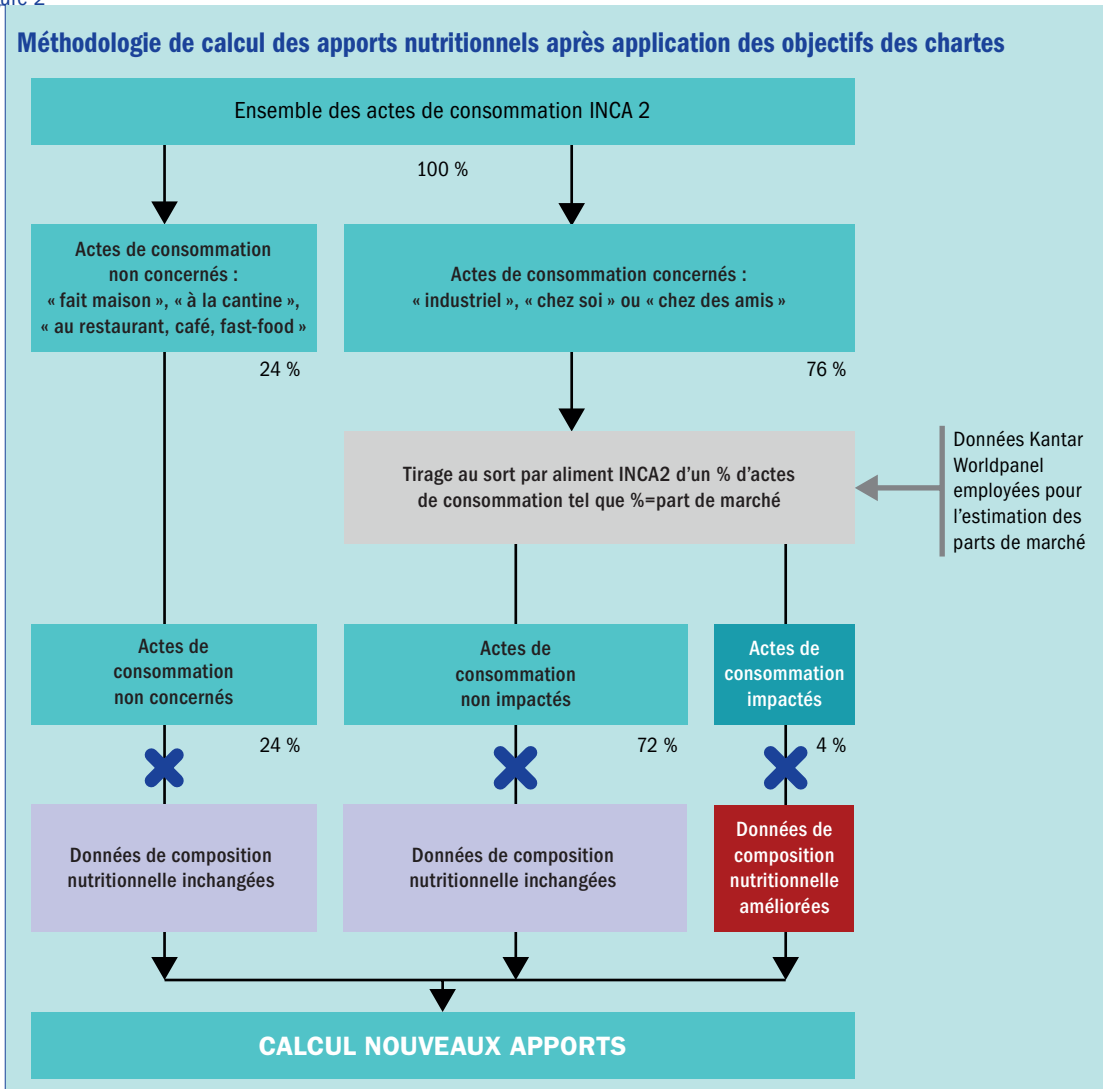 Méthodologie de calcul des apports nutritionnels après application des objectifs des chartes
Ensemble des actes de consommation INCA 2
100 %
Actes de consommation
non concernés :
« fait maison », « à la cantine »,
« au restaurant, café, fast-food »
24 %
Actes de consommation concernés :
« industriel », « chez soi » ou « chez des amis »
76 %
Tirage au sort par aliment INCA2 d'un % d'actes
de consommation tel que %=part de marché
Données Kantar
Worldpanel
employées pour
l'estimation des
parts de marché
Actes de
consommation
non concernés
24 %
Actes de
consommation
non impactés
72 %
Actes de
consommation
impactés
4 %
Données de composition
nutritionnelle inchangées
Données de composition
nutritionnelle inchangées
Données de
composition
nutritionnelle
améliorées
CALCUL NOUVEAUX APPORTS